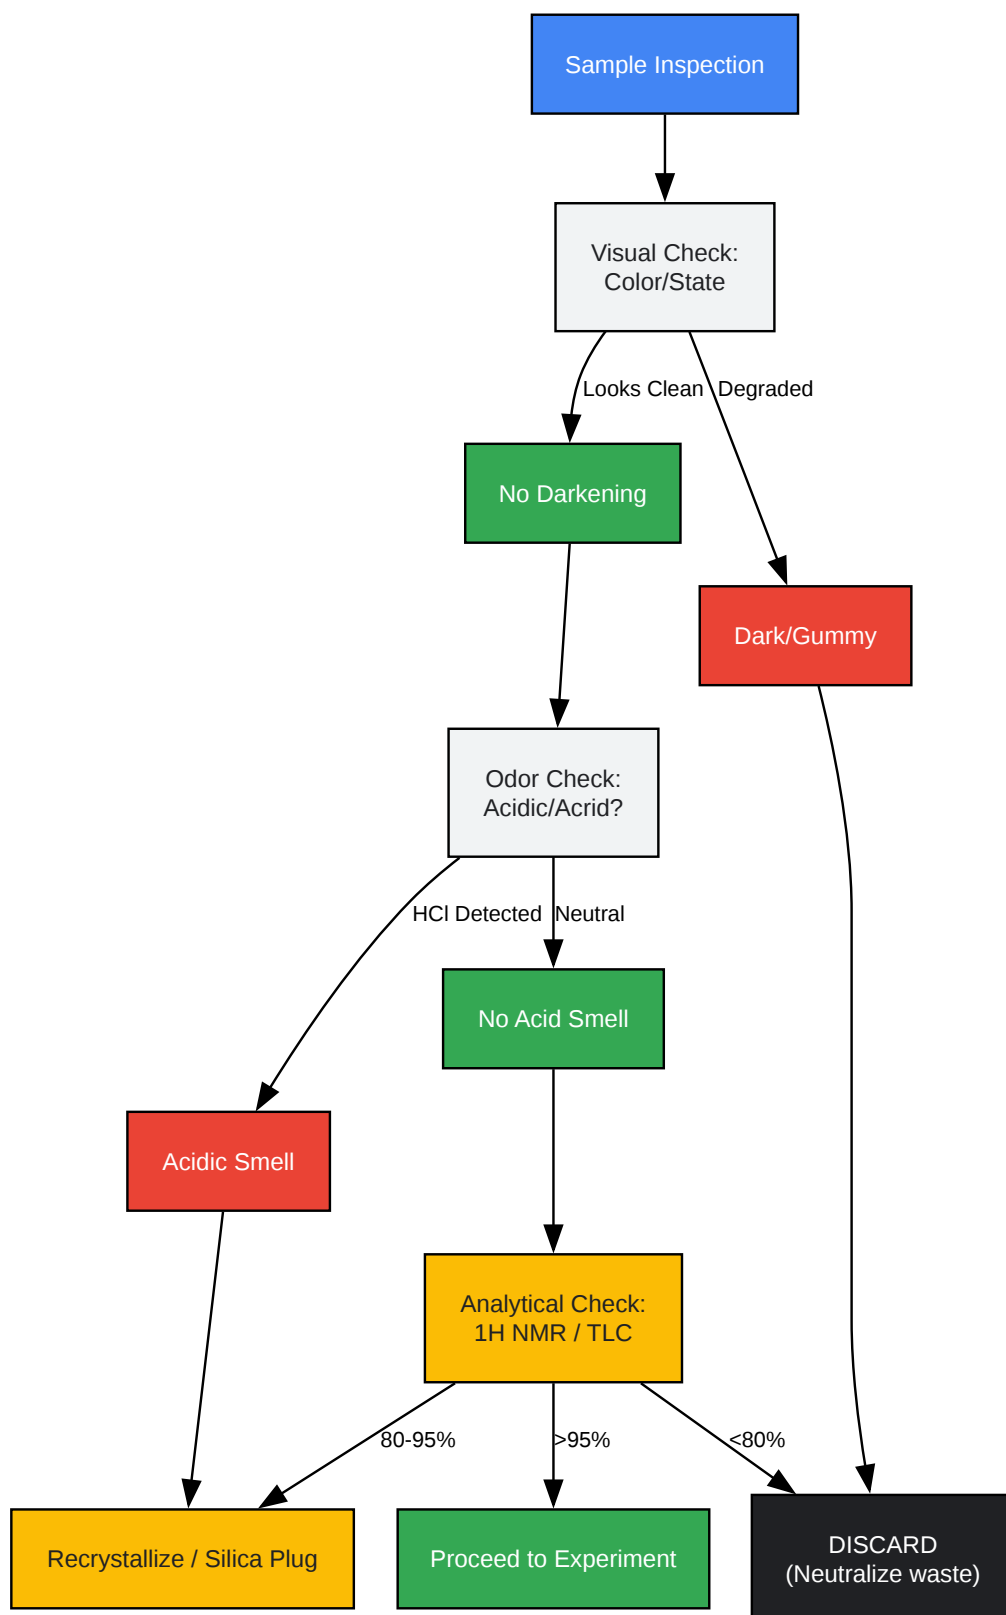 Sample Inspection
Visual Check:
Color/State
Looks Clean
Degraded
No Darkening
Dark/Gummy
Odor Check:
Acidic/Acrid?
HCl Detected
Neutral
No Acid Smell
Acidic Smell
Analytical Check:
1H NMR / TLC
80-95%
>95%
<80%
Recrystallize / Silica Plug
Proceed to Experiment
DISCARD
(Neutralize waste)